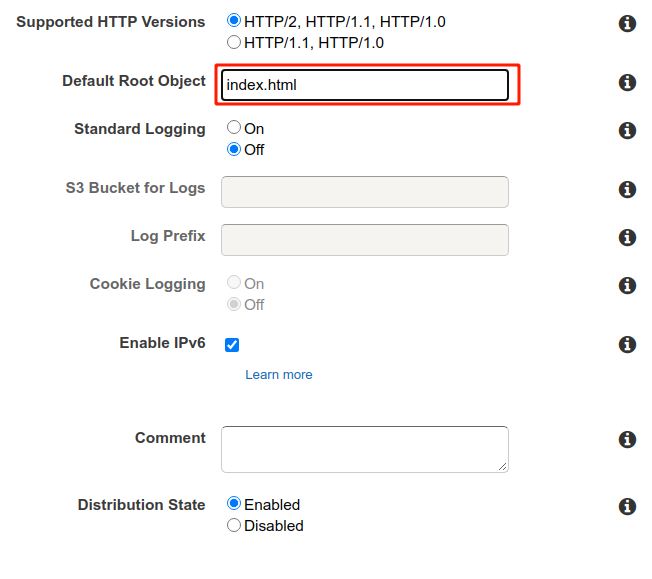 Supported HTTP Versions
HTTP/2, HTTP/1.1, HTTP/1.0
HTTP/1.1, HTTP/1.0
Default Root Object
index.html
Standard Logging
On
Off
S3 Bucket for Logs
Log Prefix
Cookie Logging
On
Off
Enable IPv6
Learn more
Comment
Distribution State
Enabled
Disabled